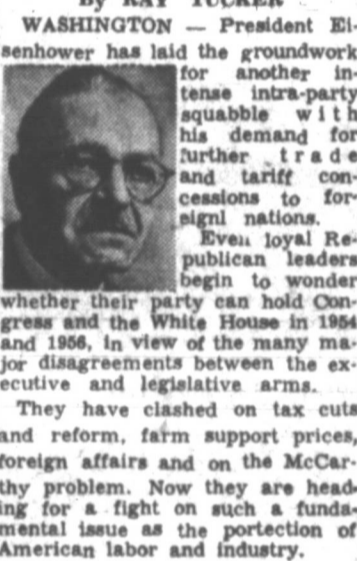 By RAY TUCKER
WASHINGTON — President Ei-
senhower has laid the groundwork
for another in-
tense intra-party
squabble with
his demand for
further trade
and tariff con-
cessions to for-
eignl nations.
Even loyal Re-
publican leaders
begin to wonder
whether their party can hold Con-
gress and the White House in 1954
and 1956, in view of the many ma-
jor disagreements between the ex-
ecutive and legislative arms.
They have clashed on tax cuts
and reform, farm support prices,
foreign affairs and on the McCar-
thy problem. Now they are head-
ing for a fight on such a funda-
mental issue as the portection of
American labor and industry.